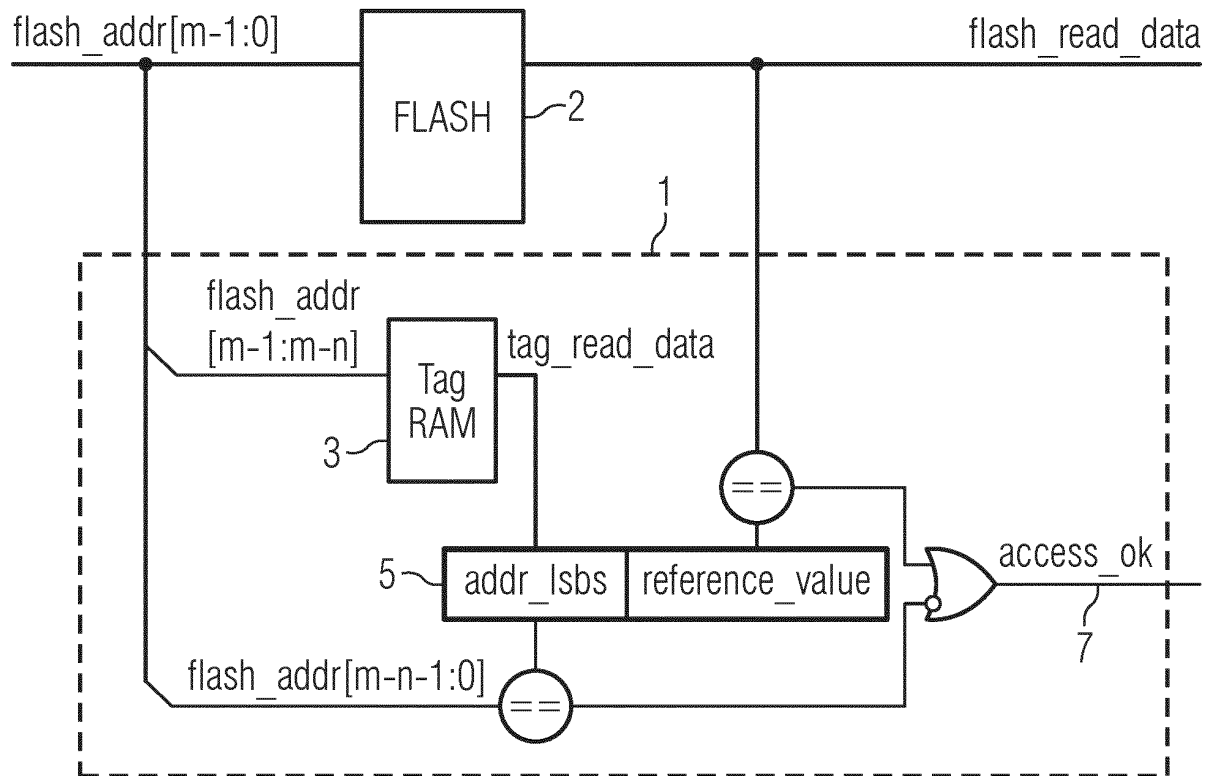 flash_addr[m-1:0]
flash_read_data
FLASH
2
1
flash_addr
[m-1:m-n]
tag_read_data
Tag
RAM
3
==
access_ok
5
addr_lsbs
reference_value
7
flash_addr[m-n-1:0]
==